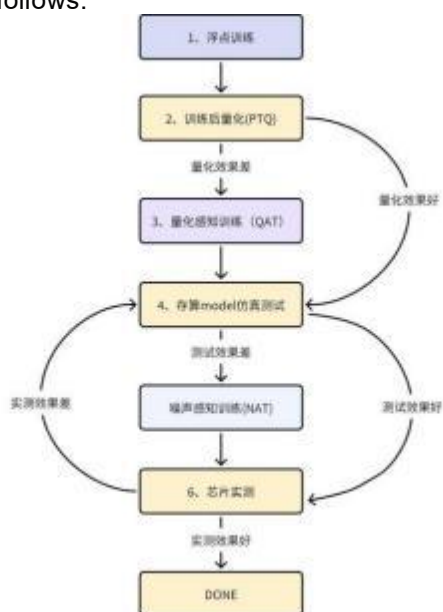 follows:
1、浮点训练
2、训练后量化(PTQ)
量化效果差
量化效果好
3、量化感知训练（QAT）
4、存算model仿真测试
测试效果差
实测效果差
噪声感知训练(NAT)
测试效果好
6、芯片实测
实测效果好
DONE